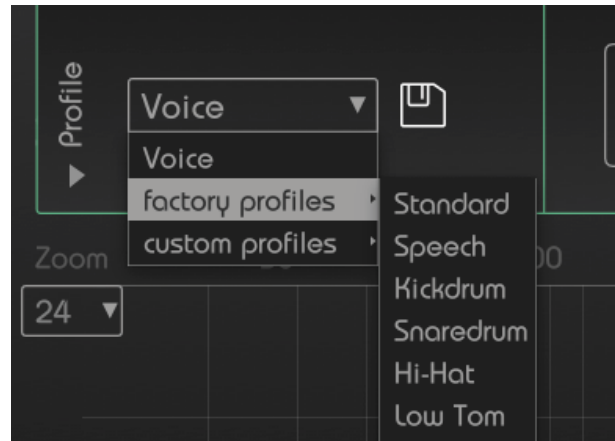 Profile
Voice
Voice
factory profiles
custom profiles
Standard
Speech
Kickdrum
Snaredrum
Hi-Hat
Low Tom
Zoom
24